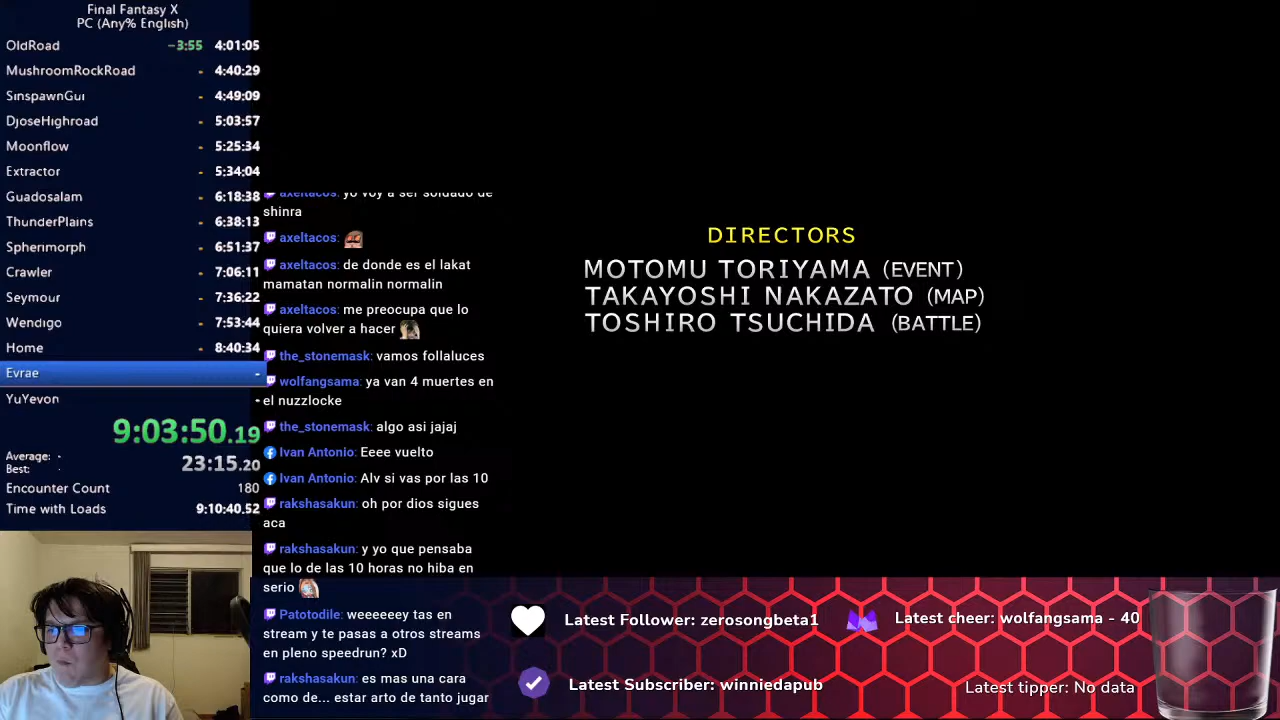 Final Fantasy X
PC (Any% English)
OldRoad −3:55 4:01:05
MushroomRockRoad - 4:40:29
SinspawnGui - 4:49:09
DjoseHighroad - 5:03:57
Moonflow - 5:25:34
Extractor - 5:34:04
Guadosalam - 6:18:38
ThunderPlains - 6:38:13
Spherimorph - 6:51:37
Crawler - 7:06:11
Seymour - 7:36:22
Wendigo - 7:53:44
Home - 8:40:34
Evrae -
YuYevon -
9:03:50.19
Average: -
Best: -
23:15.20
Encounter Count 180
Time with Loads 9:10:40.52
axeltacos: yo voy a ser soldado de
shinra
axeltacos:
axeltacos: de donde es el lakat
mamatan normalin normalin
axeltacos: me preocupa que lo
quiera volver a hacer
the_stonemask: vamos follaluces
wolfangsama: ya van 4 muertes en
el nuzzlocke
the_stonemask: algo asi jajaj
Ivan Antonio: Eeee vuelto
Ivan Antonio: Alv si vas por las 10
rakshasakun: oh por dios sigues
aca
rakshasakun: y yo que pensaba
que lo de las 10 horas no hiba en
serio
Patotodile: weeeeeey tas en
stream y te pasas a otros streams
en pleno speedrun? xD
rakshasakun: es mas una cara
como de... estar arto de tanto jugar
DIRECTORS
MOTOMU TORIYAMA (EVENT)
TAKAYOSHI NAKAZATO (MAP)
TOSHIRO TSUCHIDA (BATTLE)
Latest Follower: zerosongbeta1
Latest cheer: wolfangsama - 40
Latest Subscriber: winniedapub
Latest tipper: No data